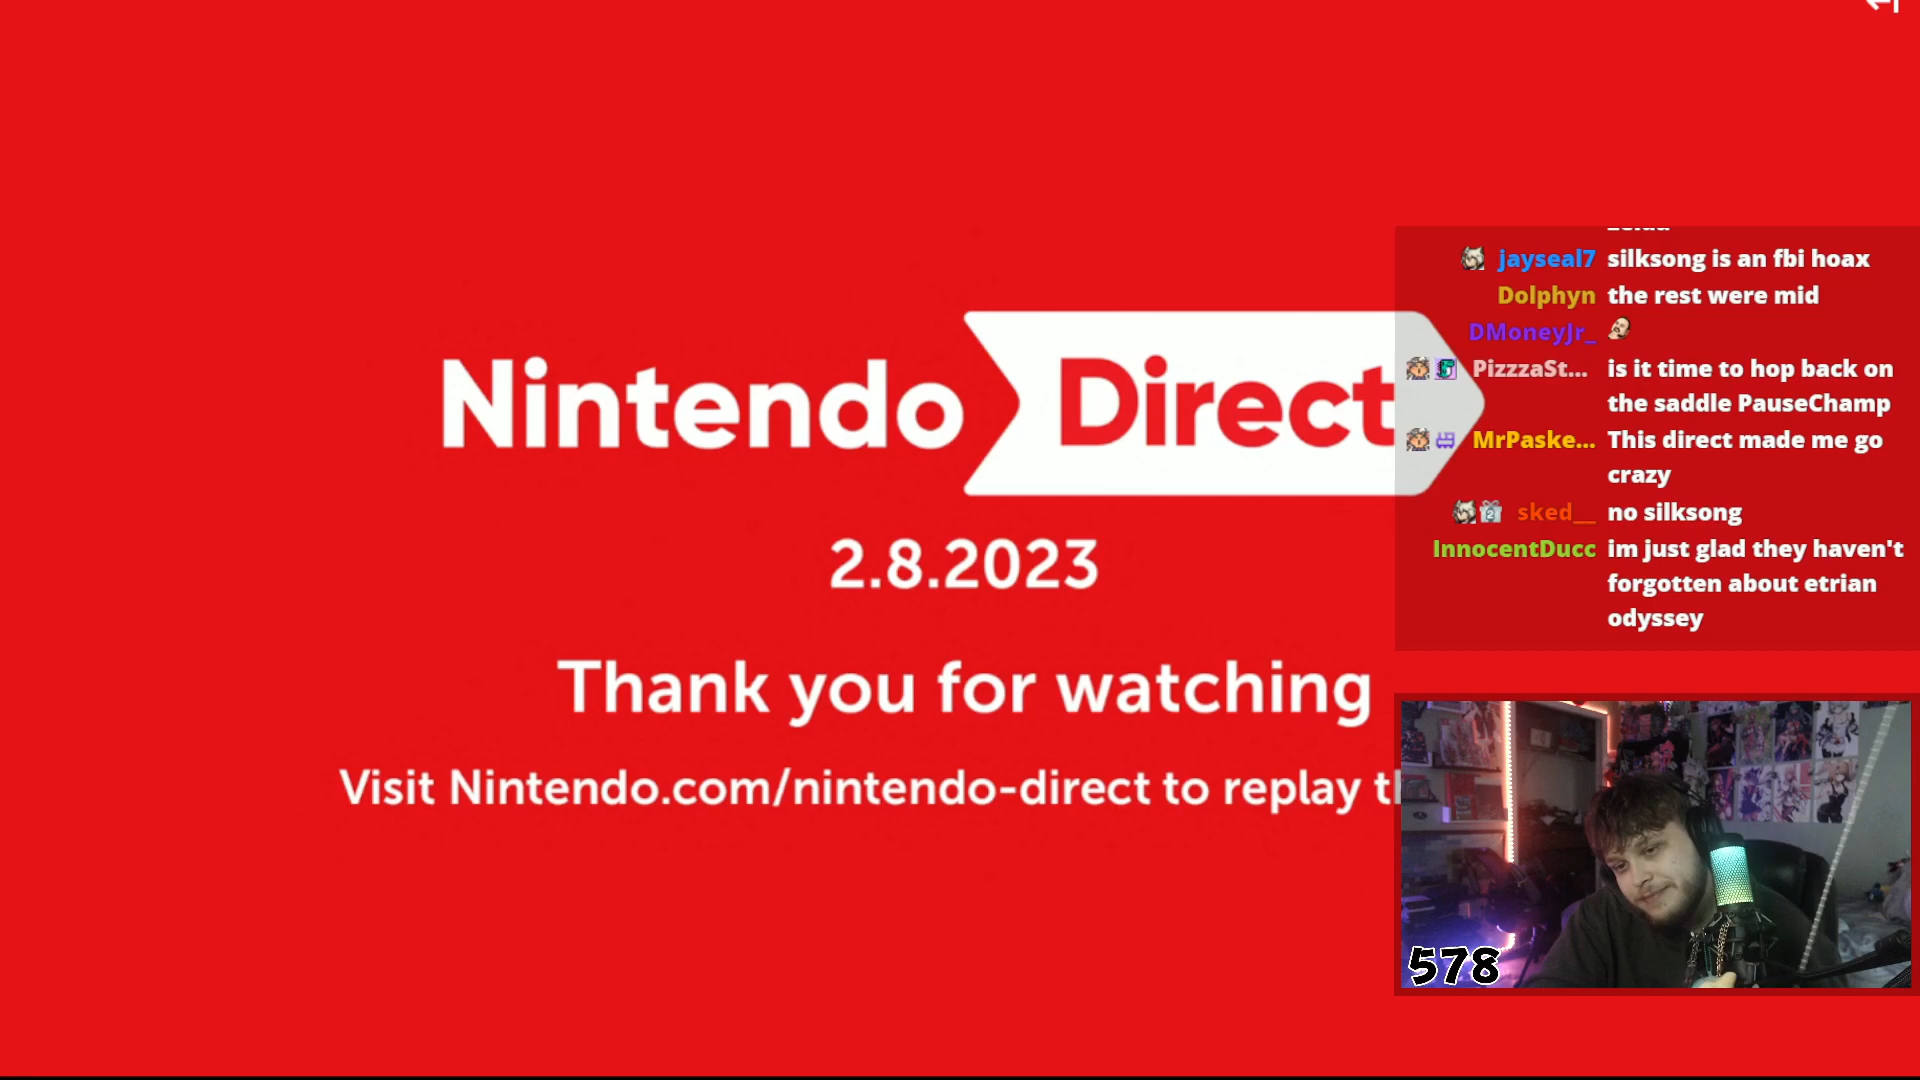 Nintendo Direct
2.8.2023
Thank you for watching
Visit Nintendo.com/nintendo-direct to replay
jayseal7 silksong is an fbi hoax
Dolphyn the rest were mid
DMoneyJr_
PizzzaSt... is it time to hop back on
the saddle PauseChamp
MrPaske... This direct made me go
crazy
sked__ no silksong
InnocentDucc im just glad they haven't
forgotten about etrian
odyssey
578